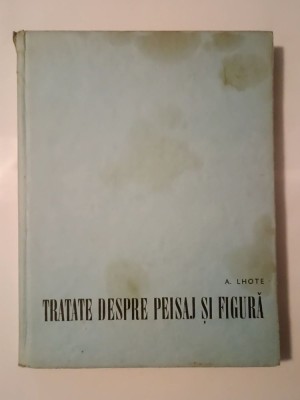 A. LHOTE
TRATATE DESPRE PEISAJ ȘI FIGURĂ